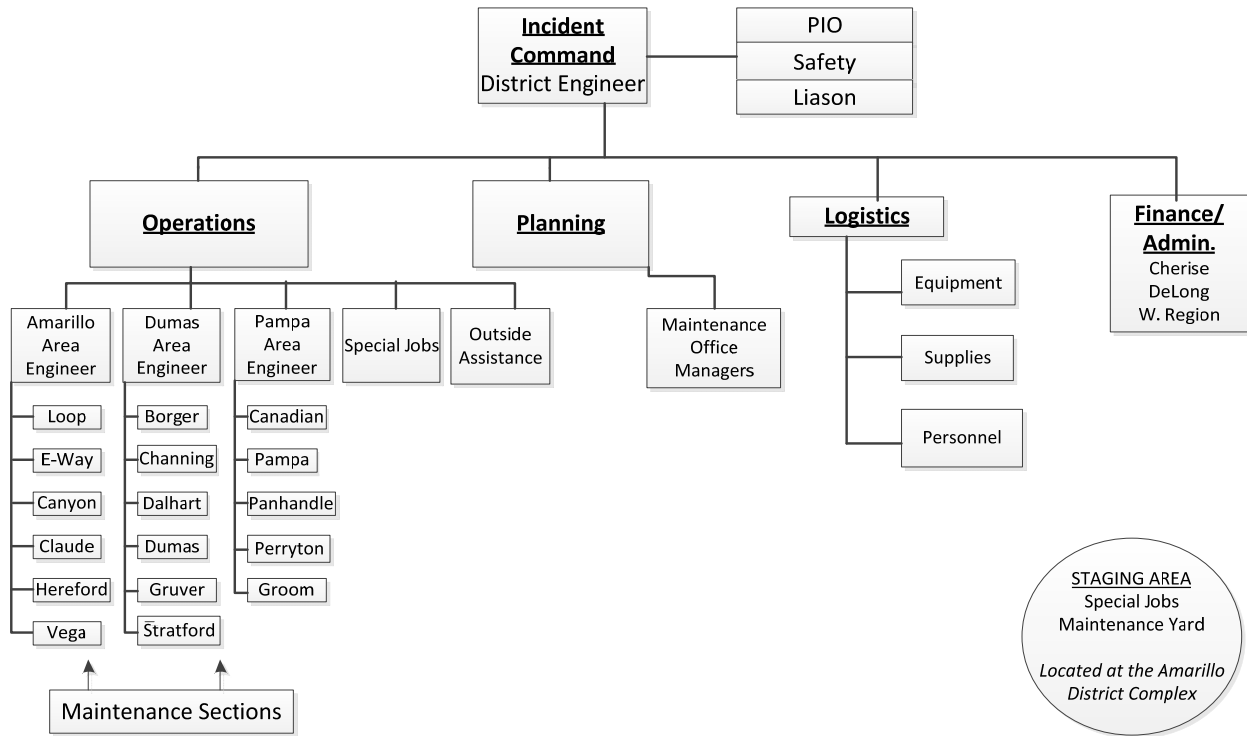 Incident
Command
District Engineer
PIO
Safety
Liason
Operations
Planning
Logistics
Finance/
Admin.
Cherise
DeLong
W. Region
Amarillo
Area
Engineer
Dumas
Area
Engineer
Pampa
Area
Engineer
Special Jobs
Outside
Assistance
Maintenance
Office
Managers
Equipment
Supplies
Personnel
Loop
E-Way
Canyon
Claude
Hereford
Vega
Borger
Channing
Dalhart
Dumas
Gruver
Stratford
Canadian
Pampa
Panhandle
Perryton
Groom
Maintenance Sections
STAGING AREA
Special Jobs
Maintenance Yard
Located at the Amarillo
District Complex